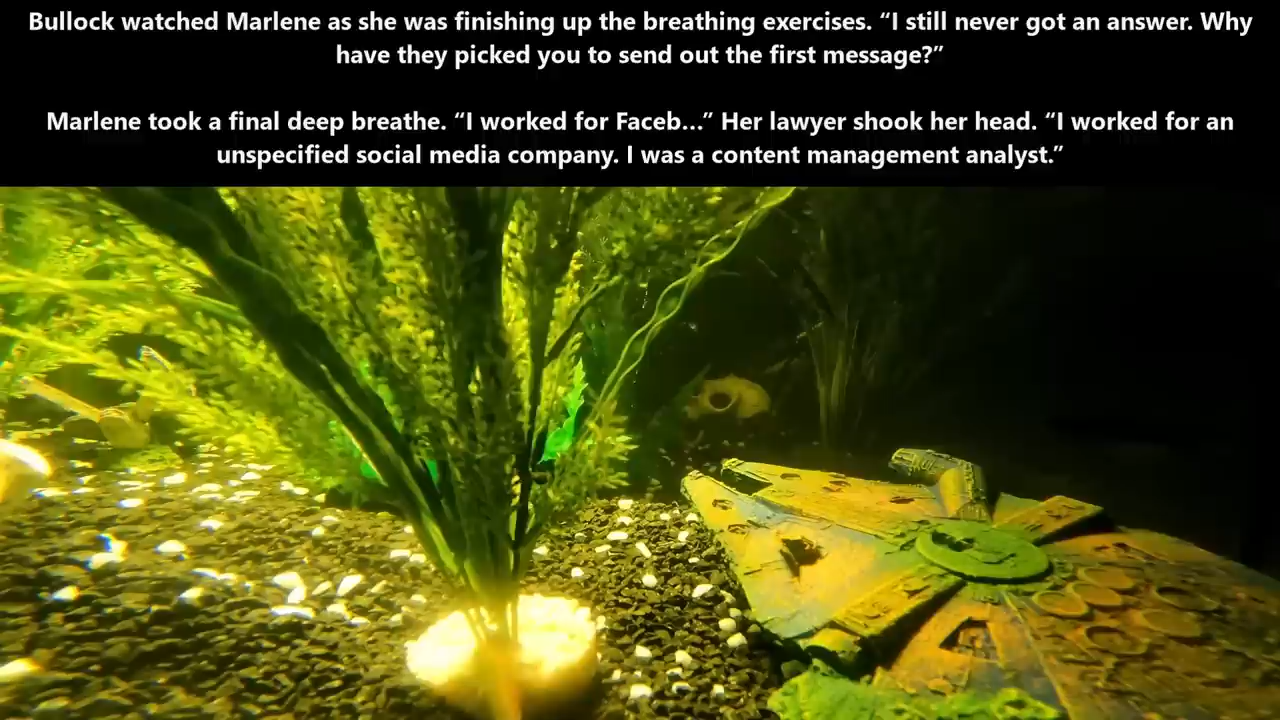 Bullock watched Marlene as she was finishing up the breathing exercises. “I still never got an answer. Why
have they picked you to send out the first message?”
Marlene took a final deep breathe. “I worked for Faceb…” Her lawyer shook her head. “I worked for an
unspecified social media company. I was a content management analyst.”